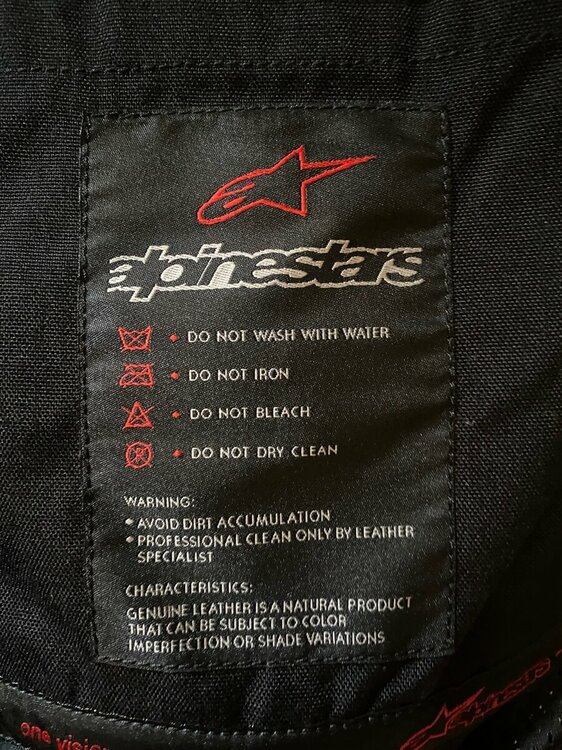 alpinestars
• DO NOT WASH WITH WATER
• DO NOT IRON
• DO NOT BLEACH
• DO NOT DRY CLEAN
WARNING:
• AVOID DIRT ACCUMULATION
• PROFESSIONAL CLEAN ONLY BY LEATHER
SPECIALIST
CHARACTERISTICS:
GENUINE LEATHER IS A NATURAL PRODUCT
THAT CAN BE SUBJECT TO COLOR
IMPERFECTION OR SHADE VARIATIONS
one vision
alpinestars